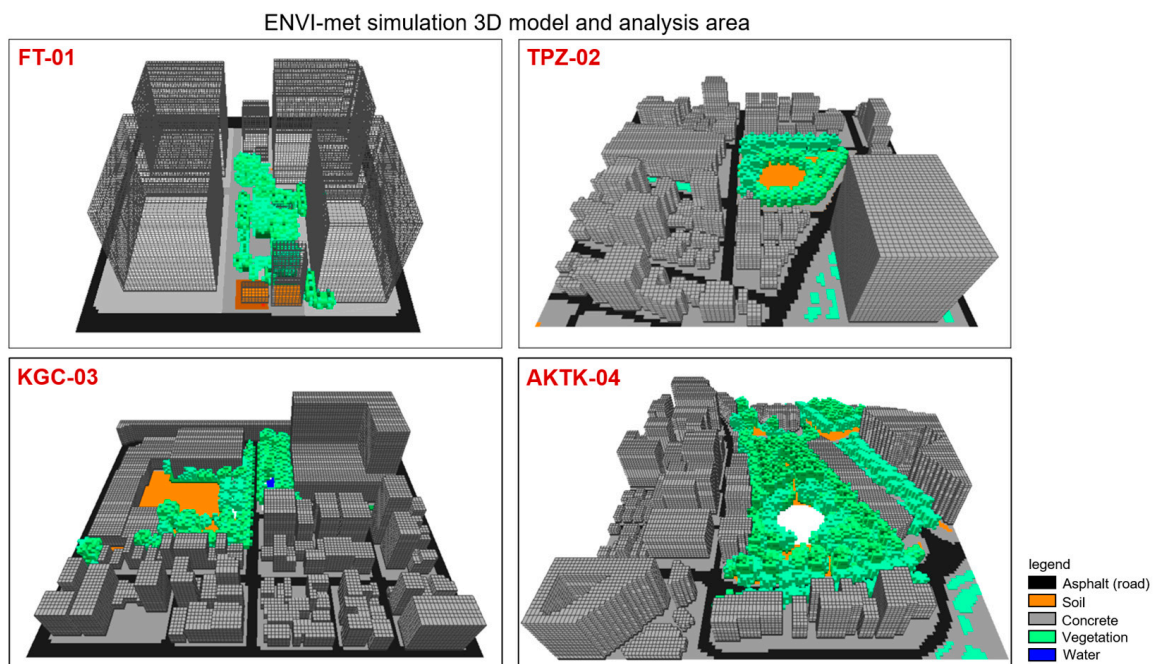 ENVI-met simulation 3D model and analysis area
FT-01
TPZ-02
KGC-03
AKTK-04
legend
Asphalt (road)
Soil
Concrete
Vegetation
Water